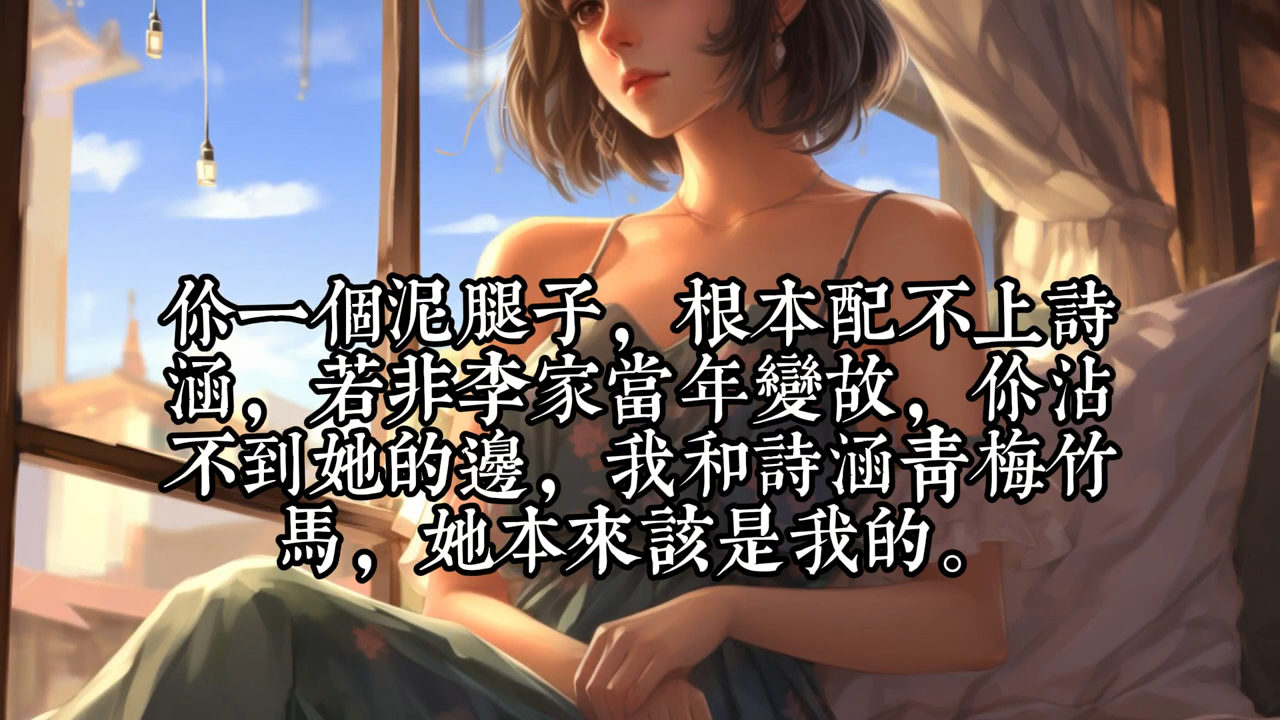 你一個泥腿子，根本配不上詩
涵，若非李家當年變故，你沾
不到她的邊，我和詩涵青梅竹
馬，她本來該是我的。